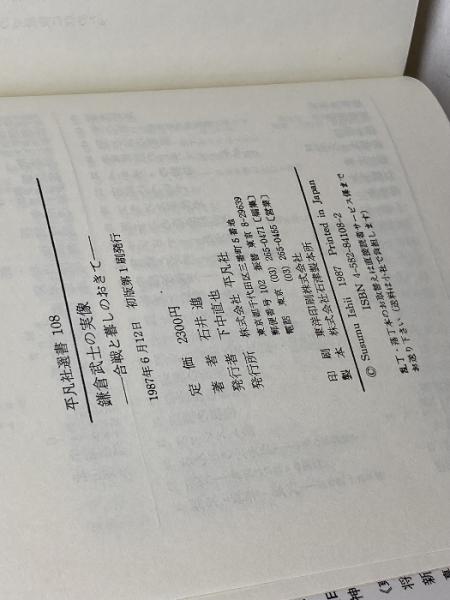 平凡社選書 108
鎌倉武士の実像
——合戦と暮しのおきて——
1987年6月12日 初版第1刷発行
定 価 2300円
著 者 石井 進
発行者 下中直也
発行所 株式会社 平凡社
東京都千代田区三番町5番地
郵便番号 102 振替 東京 8-29639
電話 東京 (03) 265-0471〔編集〕
(03) 265-0455〔営業〕
印 刷 東洋印刷株式会社
製 本 株式会社石津製本所
© Susumu Ishii 1987 Printed in Japan
ISBN 4-582-84108-2
乱丁・落丁本のお取替えは直接読者サービス係まで
お送り下さい（送料は小社で負担します）